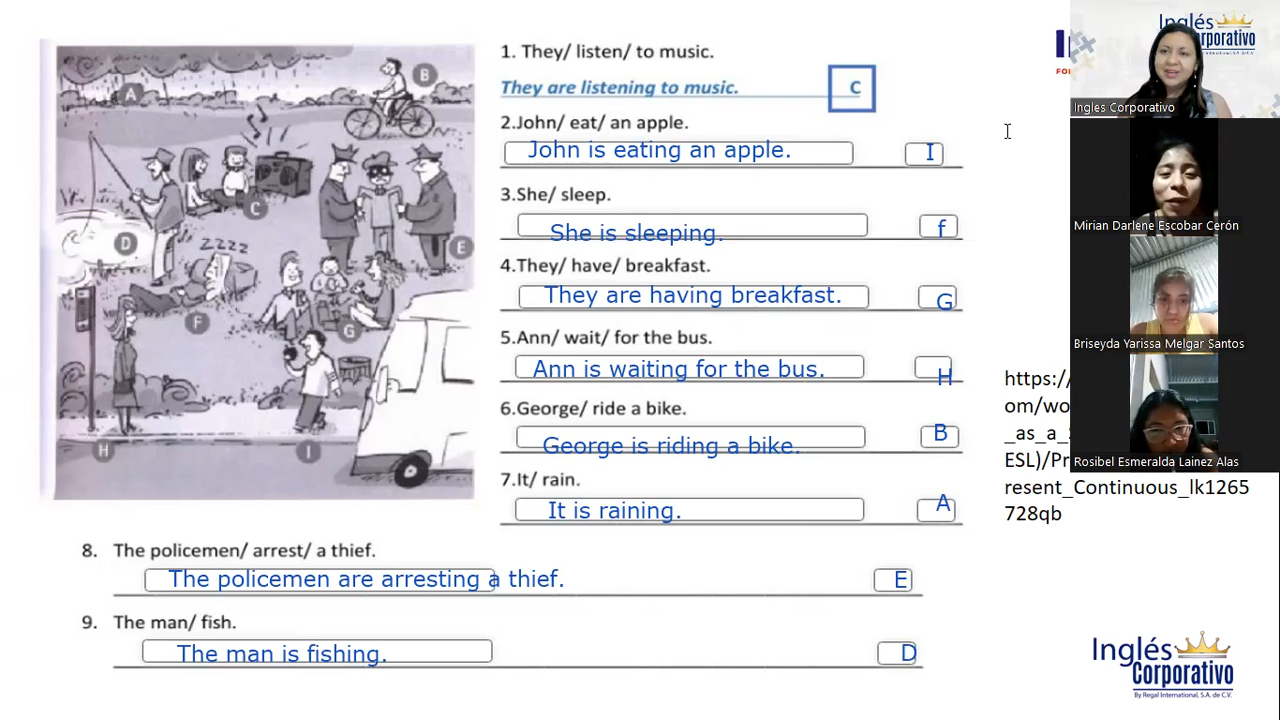 1. They/ listen/ to music.
They are listening to music. C
2.John/ eat/ an apple.
John is eating an apple. I
3.She/ sleep.
She is sleeping. f
4.They/ have/ breakfast.
They are having breakfast. G
5.Ann/ wait/ for the bus.
Ann is waiting for the bus. H
6.George/ ride a bike.
George is riding a bike. B
7.It/ rain.
It is raining. A
8. The policemen/ arrest/ a thief.
The policemen are arresting a thief. E
9. The man/ fish.
The man is fishing. D
A
B
C
D
E
zzzz
F
G
H
I
https:/
om/wo
_as_a_
ESL)/Pr
resent_Continuous_lk1265
728qb
Inglés
Corporativo
Ingles Corporativo
Mirian Darlene Escobar Cerón
Briseyda Yarissa Melgar Santos
Rosibel Esmeralda Lainez Alas
Inglés
Corporativo
By Regal International, S.A. de C.V.